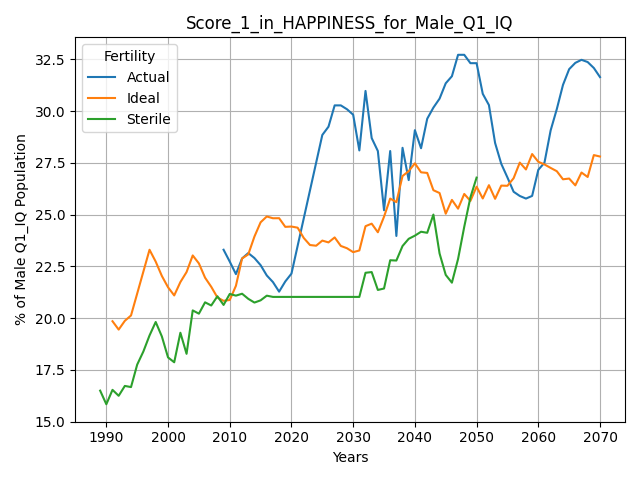 Score_1_in_HAPPINESS_for_Male_Q1_IQ
Fertility
Actual
Ideal
Sterile
% of Male Q1_IQ Population
32.5
30.0
27.5
25.0
22.5
20.0
17.5
15.0
1990 2000 2010 2020 2030 2040 2050 2060 2070
Years